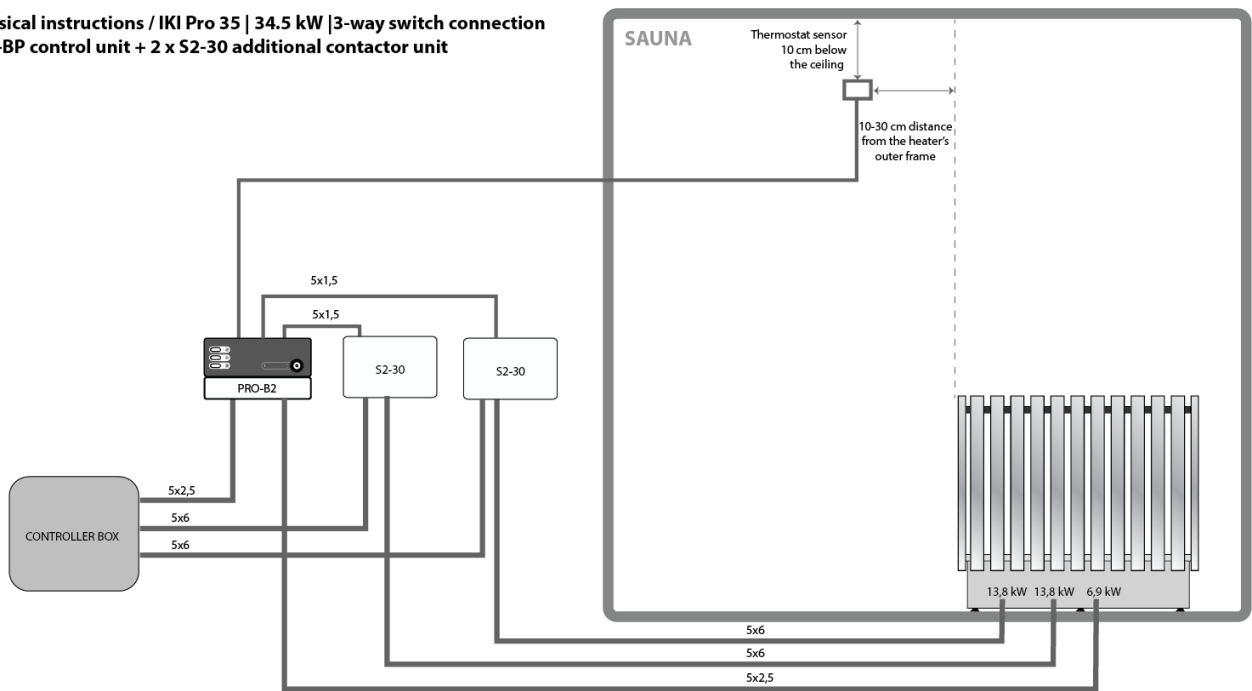 sical instructions / IKI Pro 35 | 34.5 kW |3-way switch connection
-BP control unit + 2 x S2-30 additional contactor unit
SAUNA
Thermostat sensor
10 cm below
the ceiling
10-30 cm distance
from the heater's
outer frame
5x1,5
5x1,5
S2-30
S2-30
PRO-B2
CONTROLLER BOX
5x2,5
5x6
5x6
13,8 kW
13,8 kW
6,9 kW
5x6
5x6
5x2,5